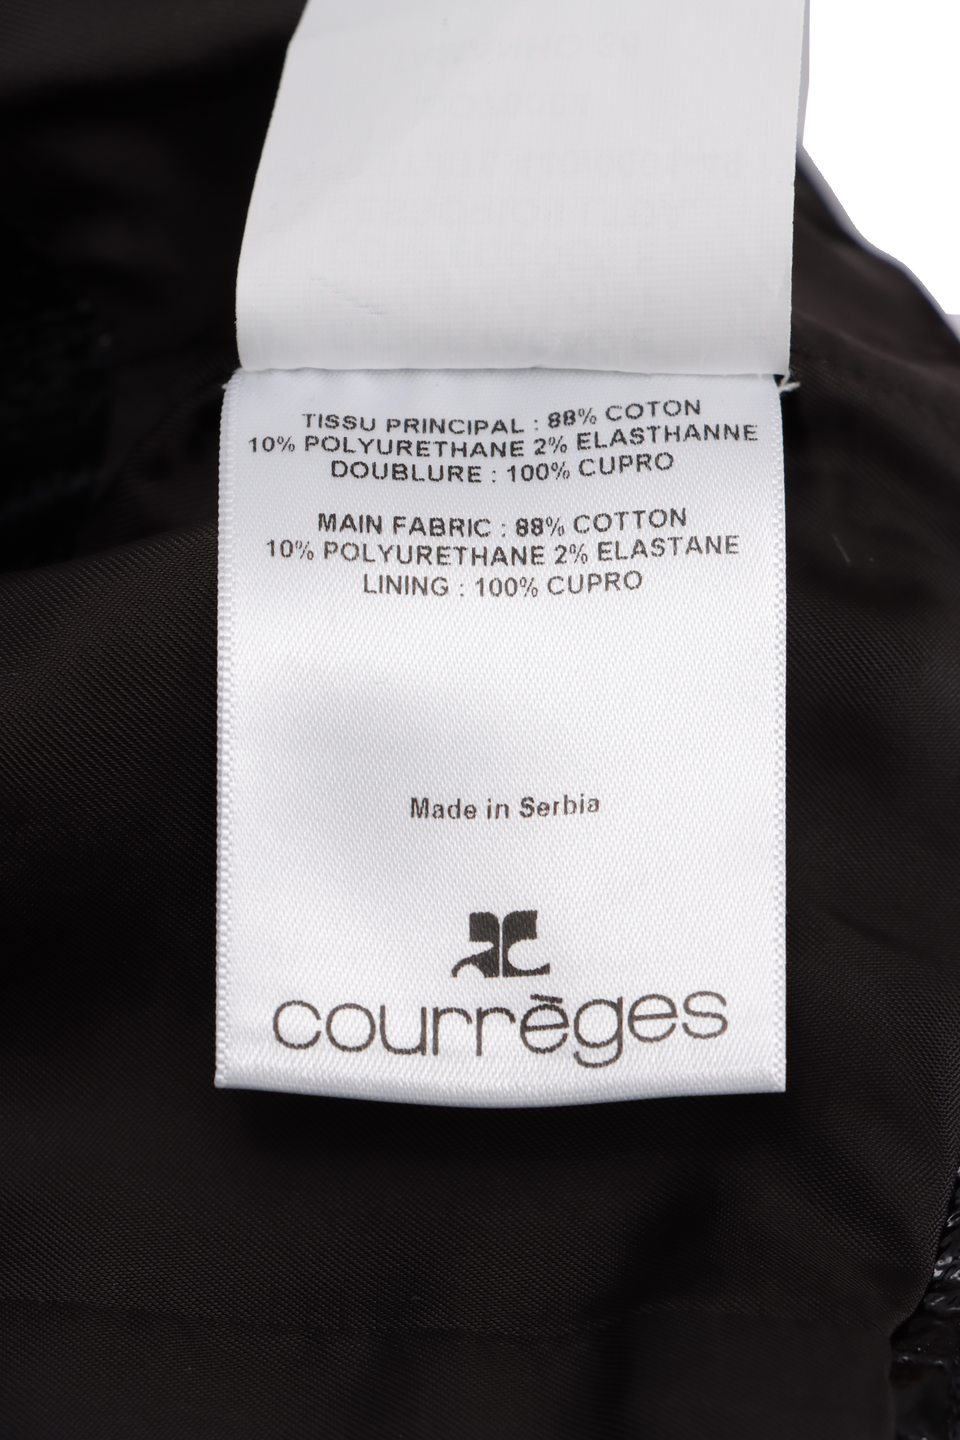 TISSU PRINCIPAL : 88% COTON
10% POLYURETHANE 2% ELASTHANNE
DOUBLURE : 100% CUPRO
MAIN FABRIC : 88% COTTON
10% POLYURETHANE 2% ELASTANE
LINING : 100% CUPRO
Made in Serbia
courrèges